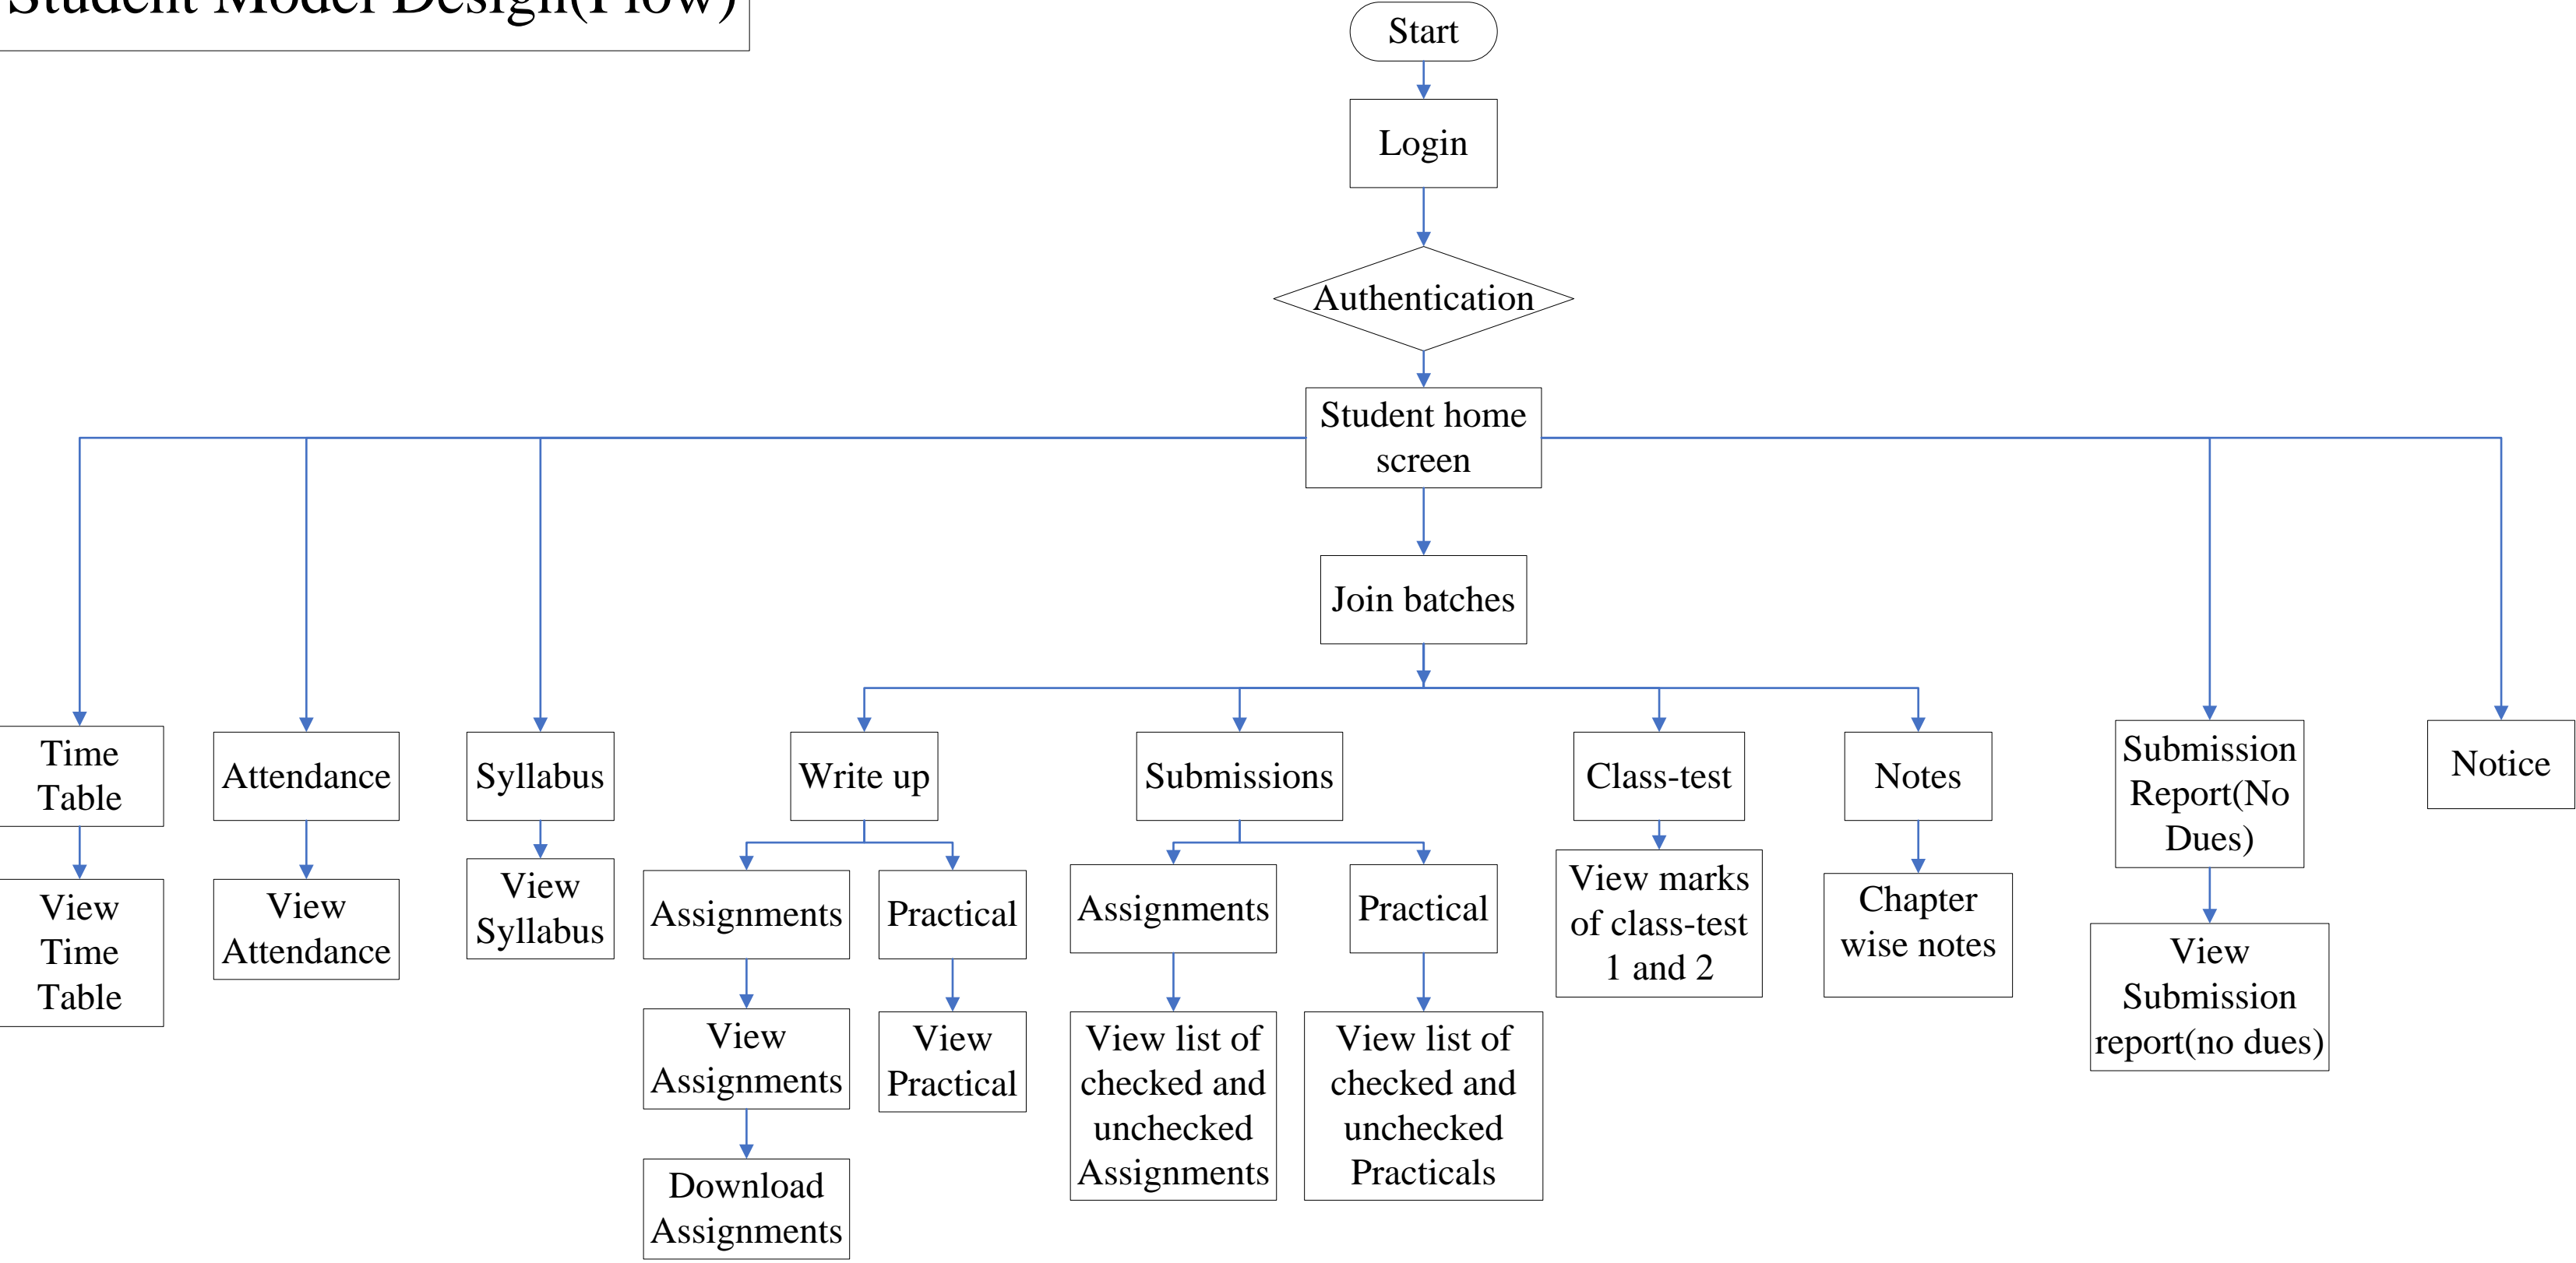 Student Model Design(Flow)
Start
Login
Authentication
Student home
screen
Join batches
Time
Table
Attendance
Syllabus
Write up
Submissions
Class-test
Notes
Submission
Report(No
Dues)
Notice
View
Time
Table
View
Attendance
View
Syllabus
Assignments
Practical
Assignments
Practical
View marks
of class-test
1 and 2
Chapter
wise notes
View
Submission
report(no dues)
View
Assignments
View
Practical
View list of
checked and
unchecked
Assignments
View list of
checked and
unchecked
Practicals
Download
Assignments